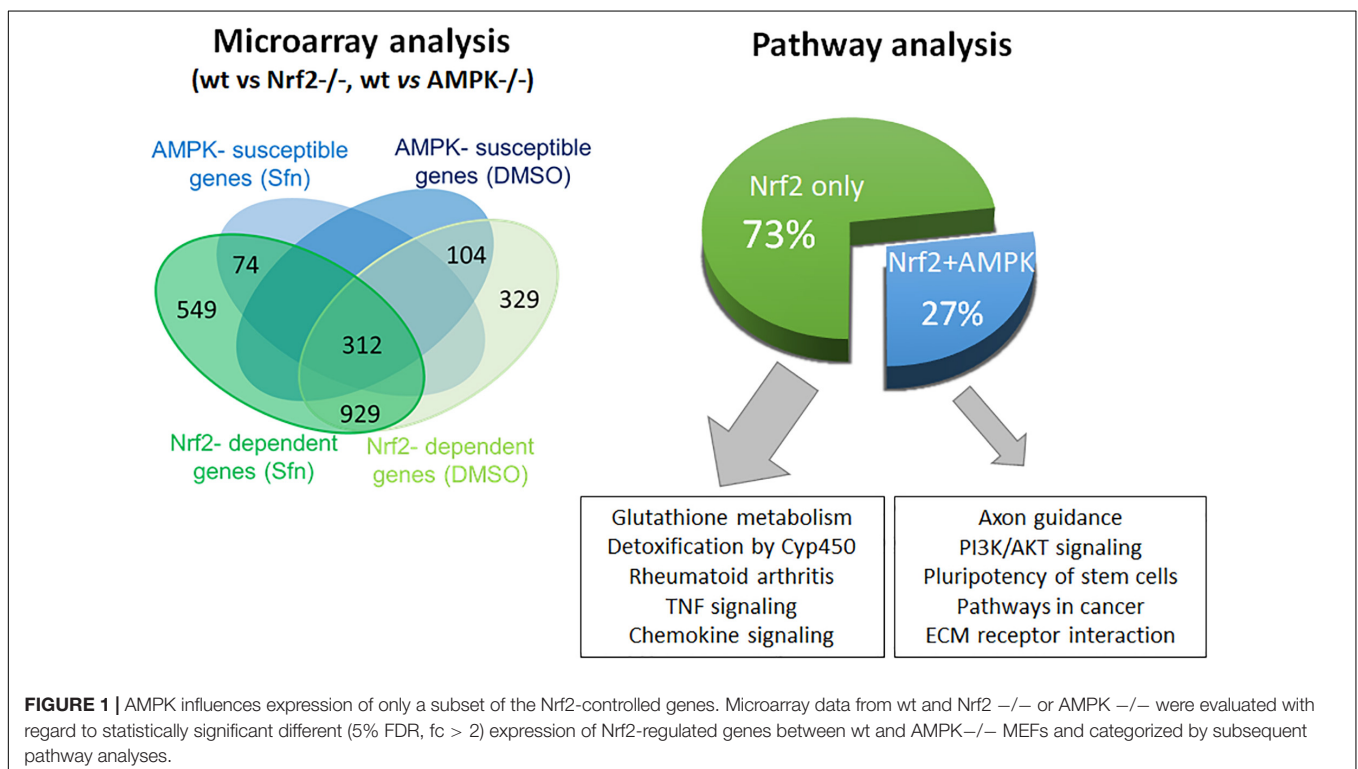 Microarray analysis
(wt vs Nrf2-/-, wt vs AMPK-/-)
AMPK- susceptible
genes (Sfn)
AMPK- susceptible
genes (DMSO)
74
104
549
329
312
929
Nrf2- dependent
genes (Sfn)
Nrf2- dependent
genes (DMSO)
Pathway analysis
Nrf2 only
73%
Nrf2+AMPK
27%
Glutathione metabolism
Detoxification by Cyp450
Rheumatoid arthritis
TNF signaling
Chemokine signaling
Axon guidance
PI3K/AKT signaling
Pluripotency of stem cells
Pathways in cancer
ECM receptor interaction
FIGURE 1 | AMPK influences expression of only a subset of the Nrf2-controlled genes. Microarray data from wt and Nrf2 −/− or AMPK −/− were evaluated with
regard to statistically significant different (5% FDR, fc > 2) expression of Nrf2-regulated genes between wt and AMPK−/− MEFs and categorized by subsequent
pathway analyses.